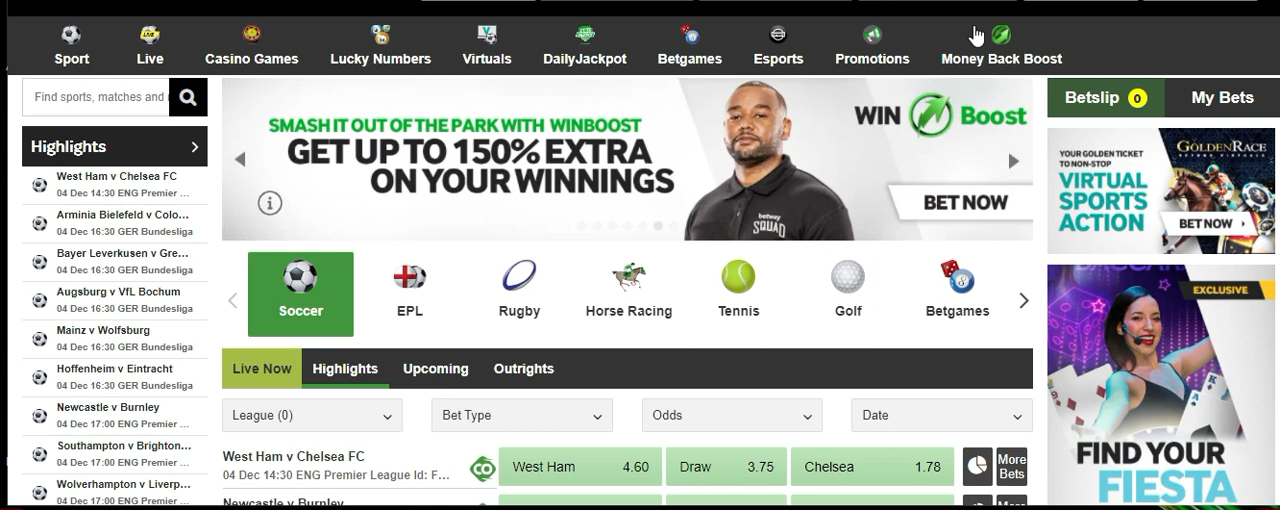 Sport
Live
Casino Games
Lucky Numbers
Virtuals
DailyJackpot
Betgames
Esports
Promotions
Money Back Boost
Find sports, matches and
Highlights
West Ham v Chelsea FC
04 Dec 14:30 ENG Premier ...
Arminia Bielefeld v Colo...
04 Dec 16:30 GER Bundesliga
Bayer Leverkusen v Gre...
04 Dec 16:30 GER Bundesliga
Augsburg v VfL Bochum
04 Dec 16:30 GER Bundesliga
Mainz v Wolfsburg
04 Dec 16:30 GER Bundesliga
Hoffenheim v Eintracht
04 Dec 16:30 GER Bundesliga
Newcastle v Burnley
04 Dec 17:00 ENG Premier ...
Southampton v Brighton...
04 Dec 17:00 ENG Premier ...
Wolverhampton v Liverp...
04 Dec 17:00 ENG Premier ...
SMASH IT OUT OF THE PARK WITH WINBOOST
GET UP TO 150% EXTRA
ON YOUR WINNINGS
WIN Boost
BET NOW
betway
SQUAD
Soccer
EPL
Rugby
Horse Racing
Tennis
Golf
Betgames
Live Now
Highlights
Upcoming
Outrights
League (0)
Bet Type
Odds
Date
West Ham v Chelsea FC
04 Dec 14:30 ENG Premier League Id: F...
CO
West Ham 4.60
Draw 3.75
Chelsea 1.78
More
Bets
Newcastle v Burnley
More
Betslip 0
My Bets
YOUR GOLDEN TICKET
TO NON-STOP
VIRTUAL
SPORTS
ACTION
GOLDENRACE
BET NOW
EXCLUSIVE
FIND YOUR
FIESTA